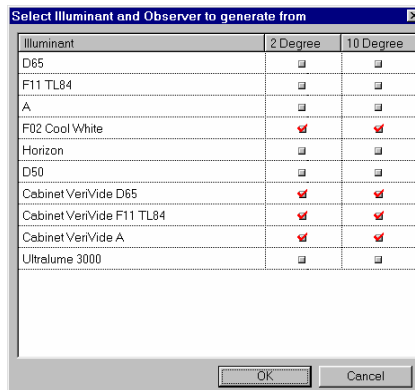 Select Illuminant and Observer to generate from
Illuminant 2 Degree 10 Degree
D65
F11 TL84
A
F02 Cool White
Horizon
D50
Cabinet VeriVide D65
Cabinet VeriVide F11 TL84
Cabinet VeriVide A
Ultralume 3000
OK Cancel